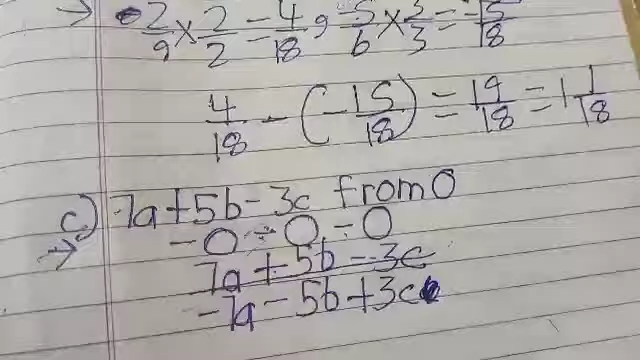 → 2/9 × 2/2 = 4/18 , -5/6 × 3/3 = -15/18
4/18 - (-15/18) = 19/18 = 1 1/18
c.) 7a+5b-3c from 0
→ -0 - 0 - 0
7a + 5b - 3c
-7a - 5b + 3c